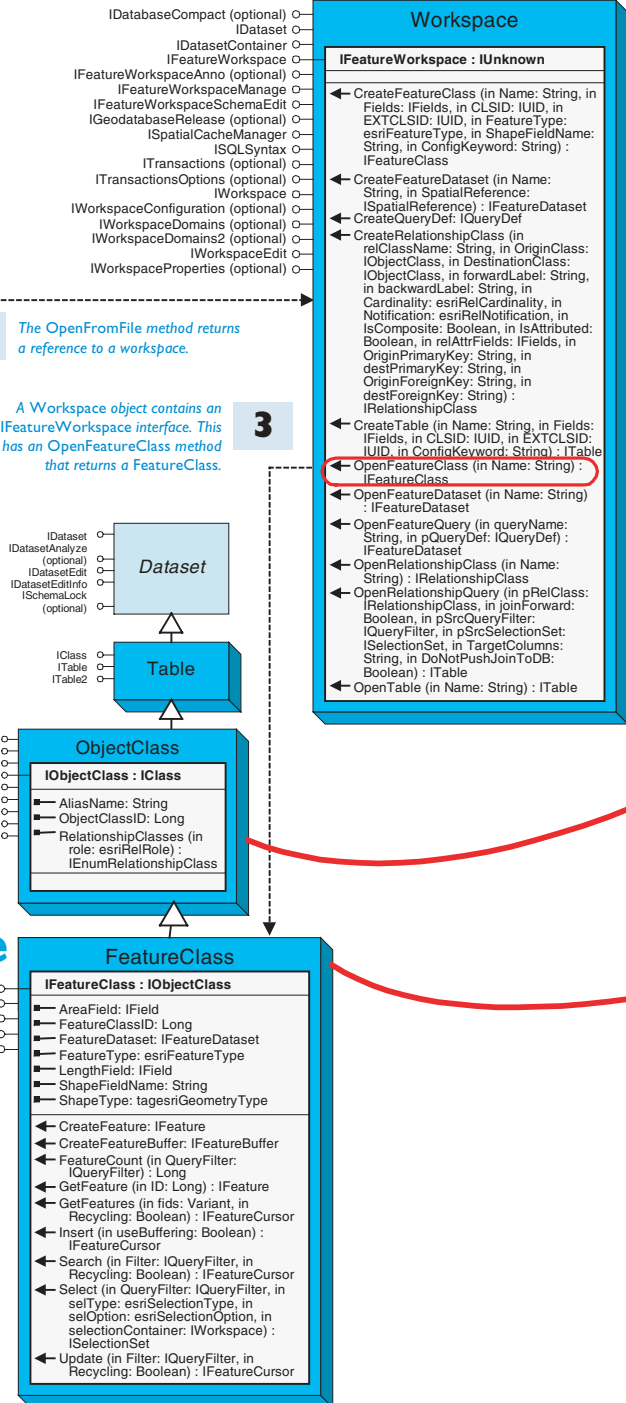 IDatabaseCompact (optional)
IDataset
IDatasetContainer
IFeatureWorkspace
IFeatureWorkspaceAnno (optional)
IFeatureWorkspaceManage
IFeatureWorkspaceSchemaEdit
IGeodatabaseRelease (optional)
ISpatialCacheManager
ISQLSyntax
ITransactions (optional)
ITransactionsOptions (optional)
IWorkspace
IWorkspaceConfiguration (optional)
IWorkspaceDomains (optional)
IWorkspaceDomains2 (optional)
IWorkspaceEdit
IWorkspaceProperties (optional)
Workspace
IFeatureWorkspace : IUnknown
CreateFeatureClass (in Name: String, in
Fields: IFields, in CLSID: IUID, in
EXTCLSID: IUID, in FeatureType:
esriFeatureType, in ShapeFieldName:
String, in ConfigKeyword: String) :
IFeatureClass
CreateFeatureDataset (in Name:
String, in SpatialReference:
ISpatialReference) : IFeatureDataset
CreateQueryDef: IQueryDef
CreateRelationshipClass (in
relClassName: String, in OriginClass:
IObjectClass, in DestinationClass:
IObjectClass, in forwardLabel: String,
in backwardLabel: String, in
Cardinality: esriRelCardinality, in
Notification: esriRelNotification, in
IsComposite: Boolean, in IsAttributed:
Boolean, in relAttrFields: IFields, in
OriginPrimaryKey: String, in
destPrimaryKey: String, in
OriginForeignKey: String, in
destForeignKey: String) :
IRelationshipClass
CreateTable (in Name: String, in Fields:
IFields, in CLSID: IUID, in EXTCLSID:
IUID, in ConfigKeyword: String) : ITable
OpenFeatureClass (in Name: String) :
IFeatureClass
OpenFeatureDataset (in Name: String)
: IFeatureDataset
OpenFeatureQuery (in queryName:
String, in pQueryDef: IQueryDef) :
IFeatureDataset
OpenRelationshipClass (in Name:
String) : IRelationshipClass
OpenRelationshipQuery (in pRelClass:
IRelationshipClass, in joinForward:
Boolean, in pSrcQueryFilter:
IQueryFilter, in pSrcSelectionSet:
ISelectionSet, in TargetColumns:
String, in DoNotPushJoinToDB:
Boolean) : ITable
OpenTable (in Name: String) : ITable
The OpenFromFile method returns
a reference to a workspace.
A Workspace object contains an
IFeatureWorkspace interface. This
has an OpenFeatureClass method
that returns a FeatureClass.
3
IDataset
IDatasetAnalyze
(optional)
IDatasetEdit
IDatasetEditInfo
ISchemaLock
(optional)
Dataset
IClass
ITable
ITable2
Table
ObjectClass
IObjectClass : IClass
AliasName: String
ObjectClassID: Long
RelationshipClasses (in
role: esriRelRole) :
IEnumRelationshipClass
e
FeatureClass
IFeatureClass : IObjectClass
AreaField: IField
FeatureClassID: Long
FeatureDataset: IFeatureDataset
FeatureType: esriFeatureType
LengthField: IField
ShapeFieldName: String
ShapeType: tagesriGeometryType
CreateFeature: IFeature
CreateFeatureBuffer: IFeatureBuffer
FeatureCount (in QueryFilter:
IQueryFilter) : Long
GetFeature (in ID: Long) : IFeature
GetFeatures (in fids: Variant, in
Recycling: Boolean) : IFeatureCursor
Insert (in useBuffering: Boolean) :
IFeatureCursor
Search (in Filter: IQueryFilter, in
Recycling: Boolean) : IFeatureCursor
Select (in QueryFilter: IQueryFilter, in
selType: esriSelectionType, in
selOption: esriSelectionOption, in
selectionContainer: IWorkspace) :
ISelectionSet
Update (in Filter: IQueryFilter, in
Recycling: Boolean) : IFeatureCursor